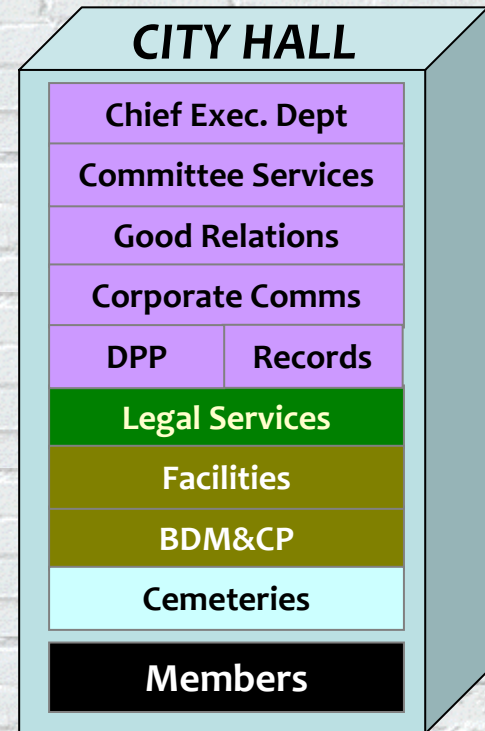 CITY HALL
Chief Exec. Dept
Committee Services
Good Relations
Corporate Comms
DPP Records
Legal Services
Facilities
BDM&CP
Cemeteries
Members